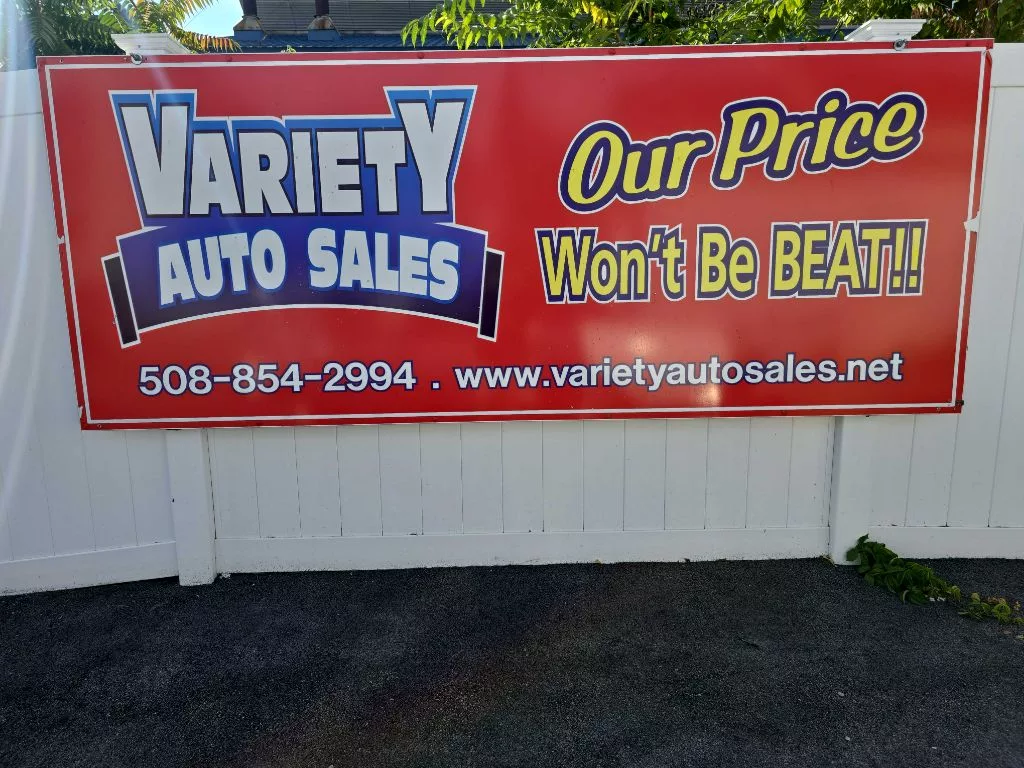 VARIETY
AUTO SALES
Our Price
Won't Be BEAT!!
508-854-2994 . www.varietyautosales.net